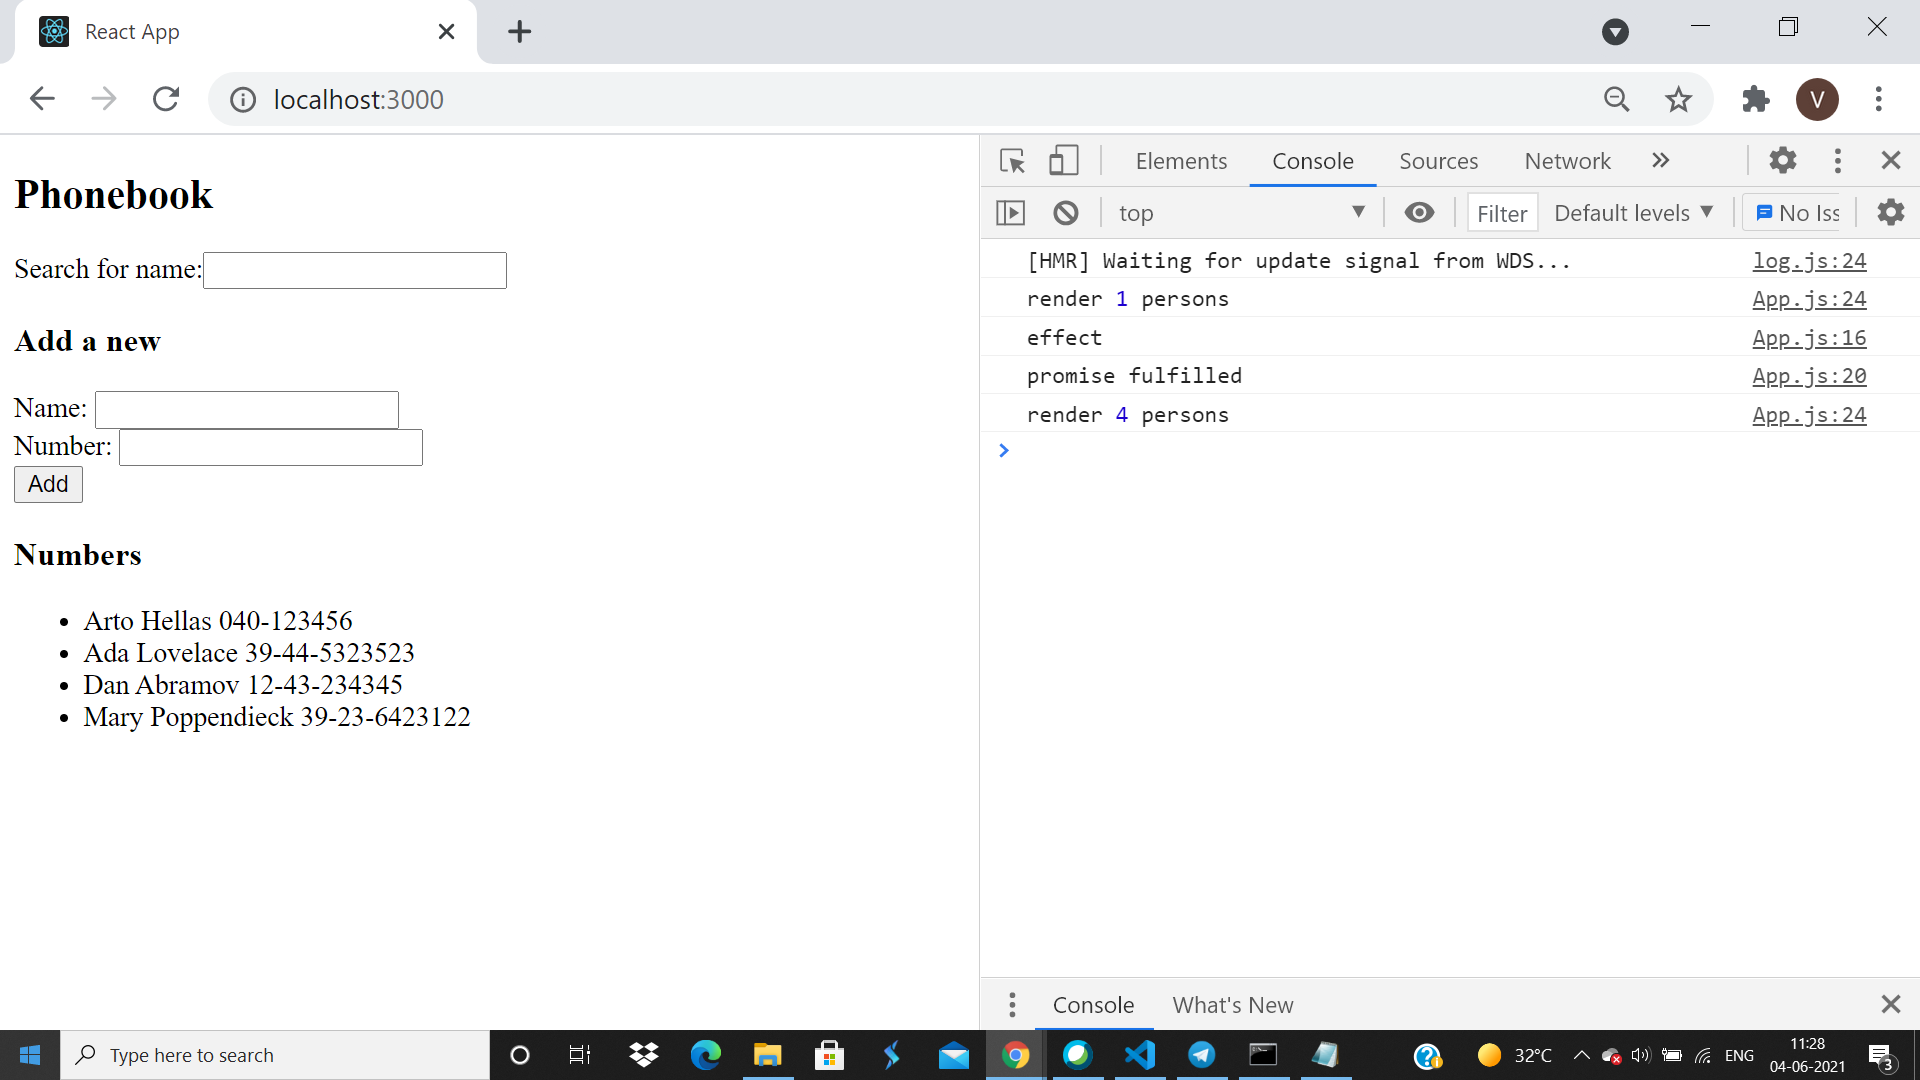 React App
localhost:3000
V
Phonebook
Search for name:
Add a new
Name:
Number:
Add
Numbers
Arto Hellas 040-123456
Ada Lovelace 39-44-5323523
Dan Abramov 12-43-234345
Mary Poppendieck 39-23-6423122
Elements Console Sources Network
top Filter Default levels No Iss
[HMR] Waiting for update signal from WDS... log.js:24
render 1 persons App.js:24
effect App.js:16
promise fulfilled App.js:20
render 4 persons App.js:24
Console What's New
Type here to search
32°C ENG
11:28
04-06-2021
3